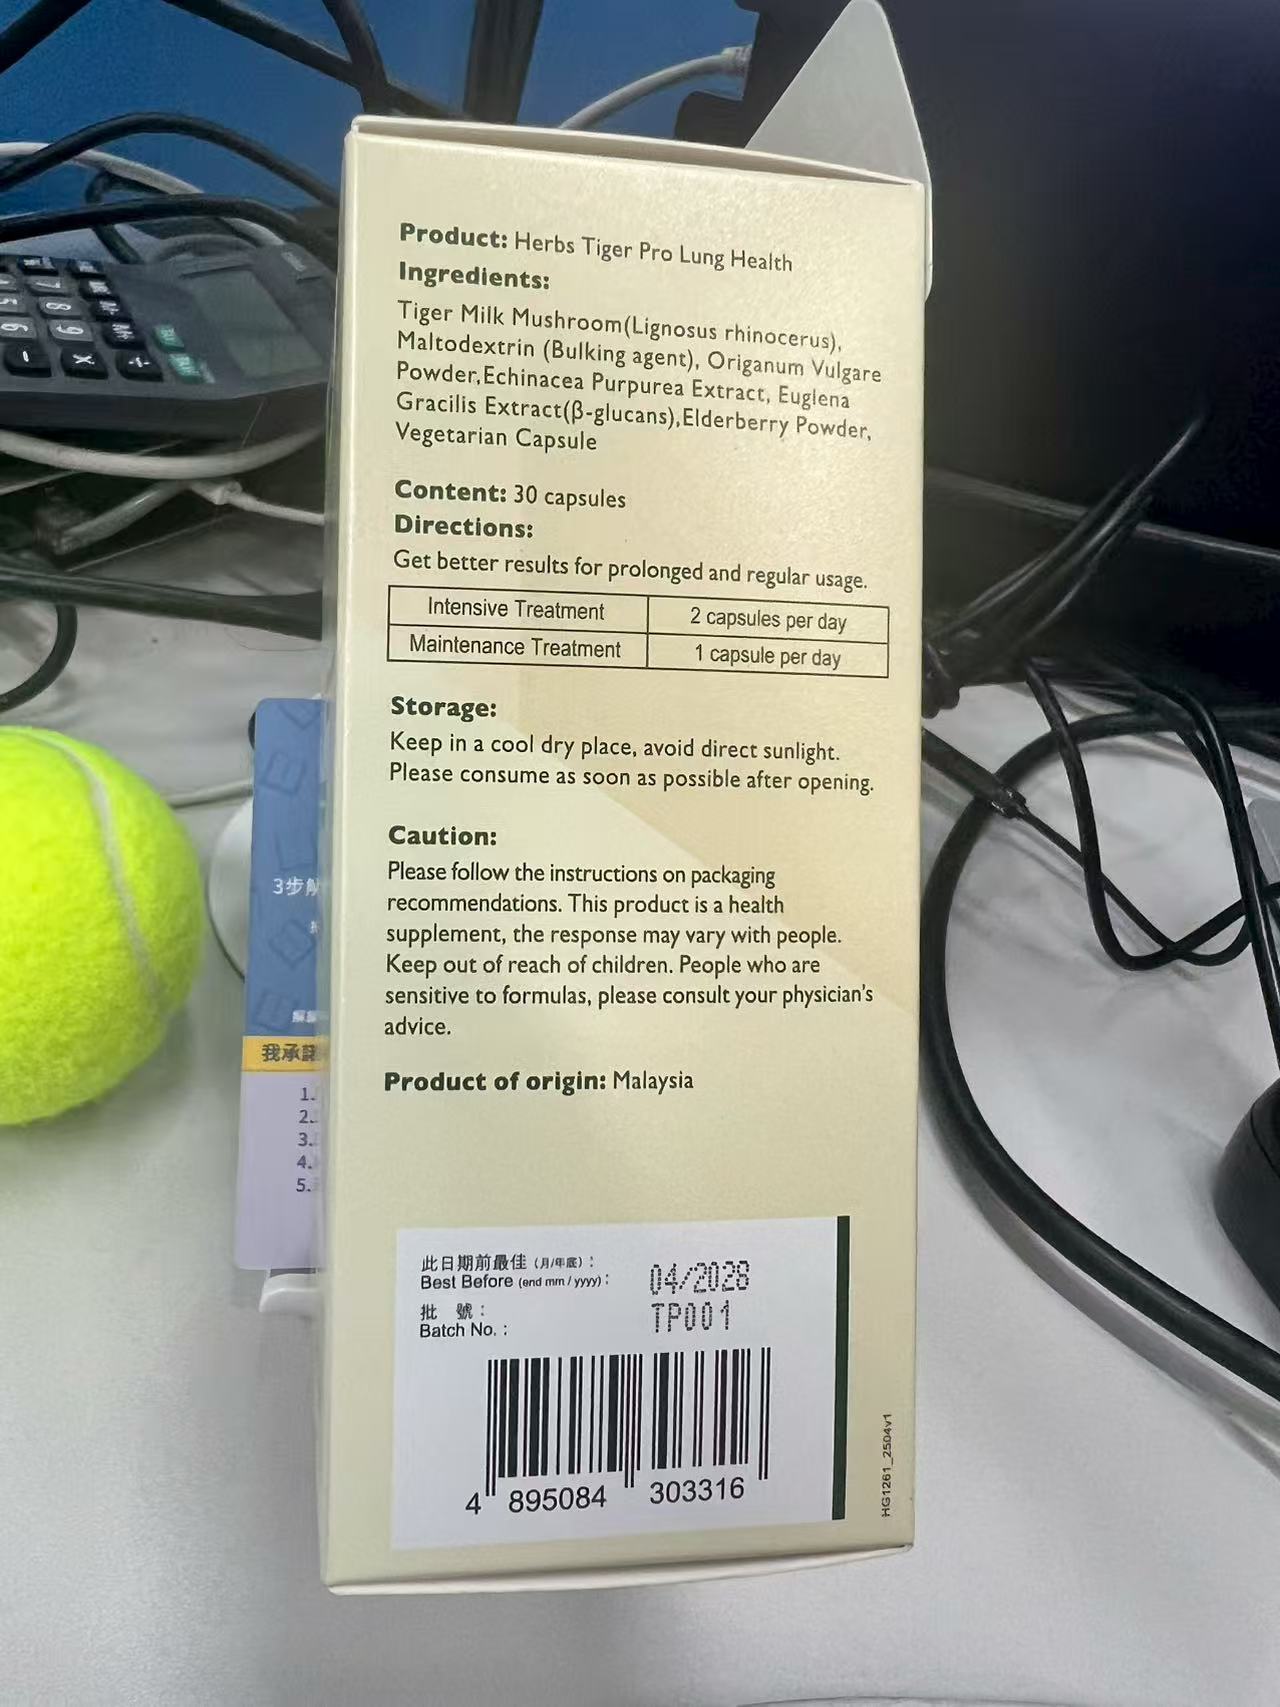 Product: Herbs Tiger Pro Lung Health
Ingredients:
Tiger Milk Mushroom(Lignosus rhinocerus),
Maltodextrin (Bulking agent), Origanum Vulgare
Powder,Echinacea Purpurea Extract, Euglena
Gracilis Extract(β-glucans),Elderberry Powder,
Vegetarian Capsule
Content: 30 capsules
Directions:
Get better results for prolonged and regular usage.
Intensive Treatment 2 capsules per day
Maintenance Treatment 1 capsule per day
Storage:
Keep in a cool dry place, avoid direct sunlight.
Please consume as soon as possible after opening.
Caution:
Please follow the instructions on packaging
recommendations. This product is a health
supplement, the response may vary with people.
Keep out of reach of children. People who are
sensitive to formulas, please consult your physician's
advice.
Product of origin: Malaysia
此日期前最佳 (月/年底) :
Best Before (end mm / yyyy) : 04/2028
批 號 :
Batch No. : TP001
4 895084 303316
HG1261_2504v1
3步
我承諾
1.
2.
3.
4.
5.